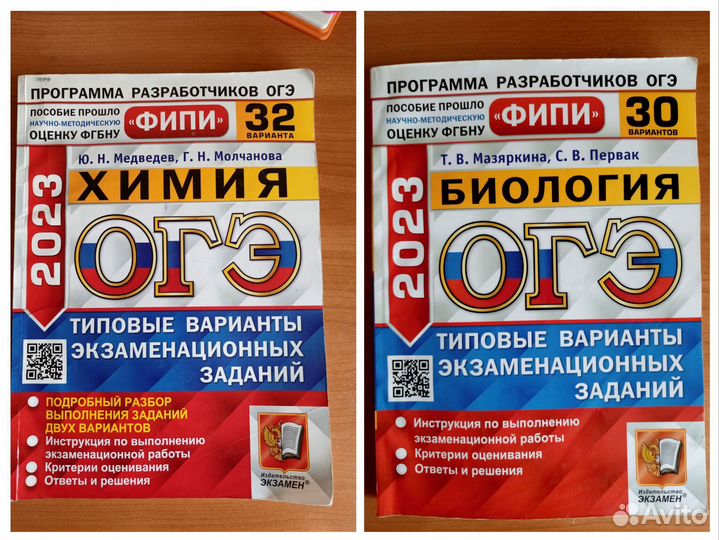 ПРОГРАММА РАЗРАБОТЧИКОВ ОГЭ
ПОСОБИЕ ПРОШЛО
НАУЧНО-МЕТОДИЧЕСКУЮ
ОЦЕНКУ ФГБНУ
«ФИПИ»
32
ВАРИАНТА
Ю. Н. Медведев, Г. Н. Молчанова
2023
ХИМИЯ
ОГЭ
ТИПОВЫЕ ВАРИАНТЫ
ЭКЗАМЕНАЦИОННЫХ
ЗАДАНИЙ
ПОДРОБНЫЙ РАЗБОР
ВЫПОЛНЕНИЯ ЗАДАНИЙ
ДВУХ ВАРИАНТОВ
Инструкция по выполнению
экзаменационной работы
Критерии оценивания
Ответы и решения
Издательство
ЭКЗАМЕН®
ПРОГРАММА РАЗРАБОТЧИКОВ ОГЭ
ПОСОБИЕ ПРОШЛО
НАУЧНО-МЕТОДИЧЕСКУЮ
ОЦЕНКУ ФГБНУ
«ФИПИ»
30
ВАРИАНТОВ
Т. В. Мазяркина, С. В. Первак
2023
БИОЛОГИЯ
ОГЭ
ТИПОВЫЕ ВАРИАНТЫ
ЭКЗАМЕНАЦИОННЫХ
ЗАДАНИЙ
Инструкция по выполнению
экзаменационной работы
Критерии оценивания
Ответы и решения
Издательство
ЭКЗАМЕН®
Avito